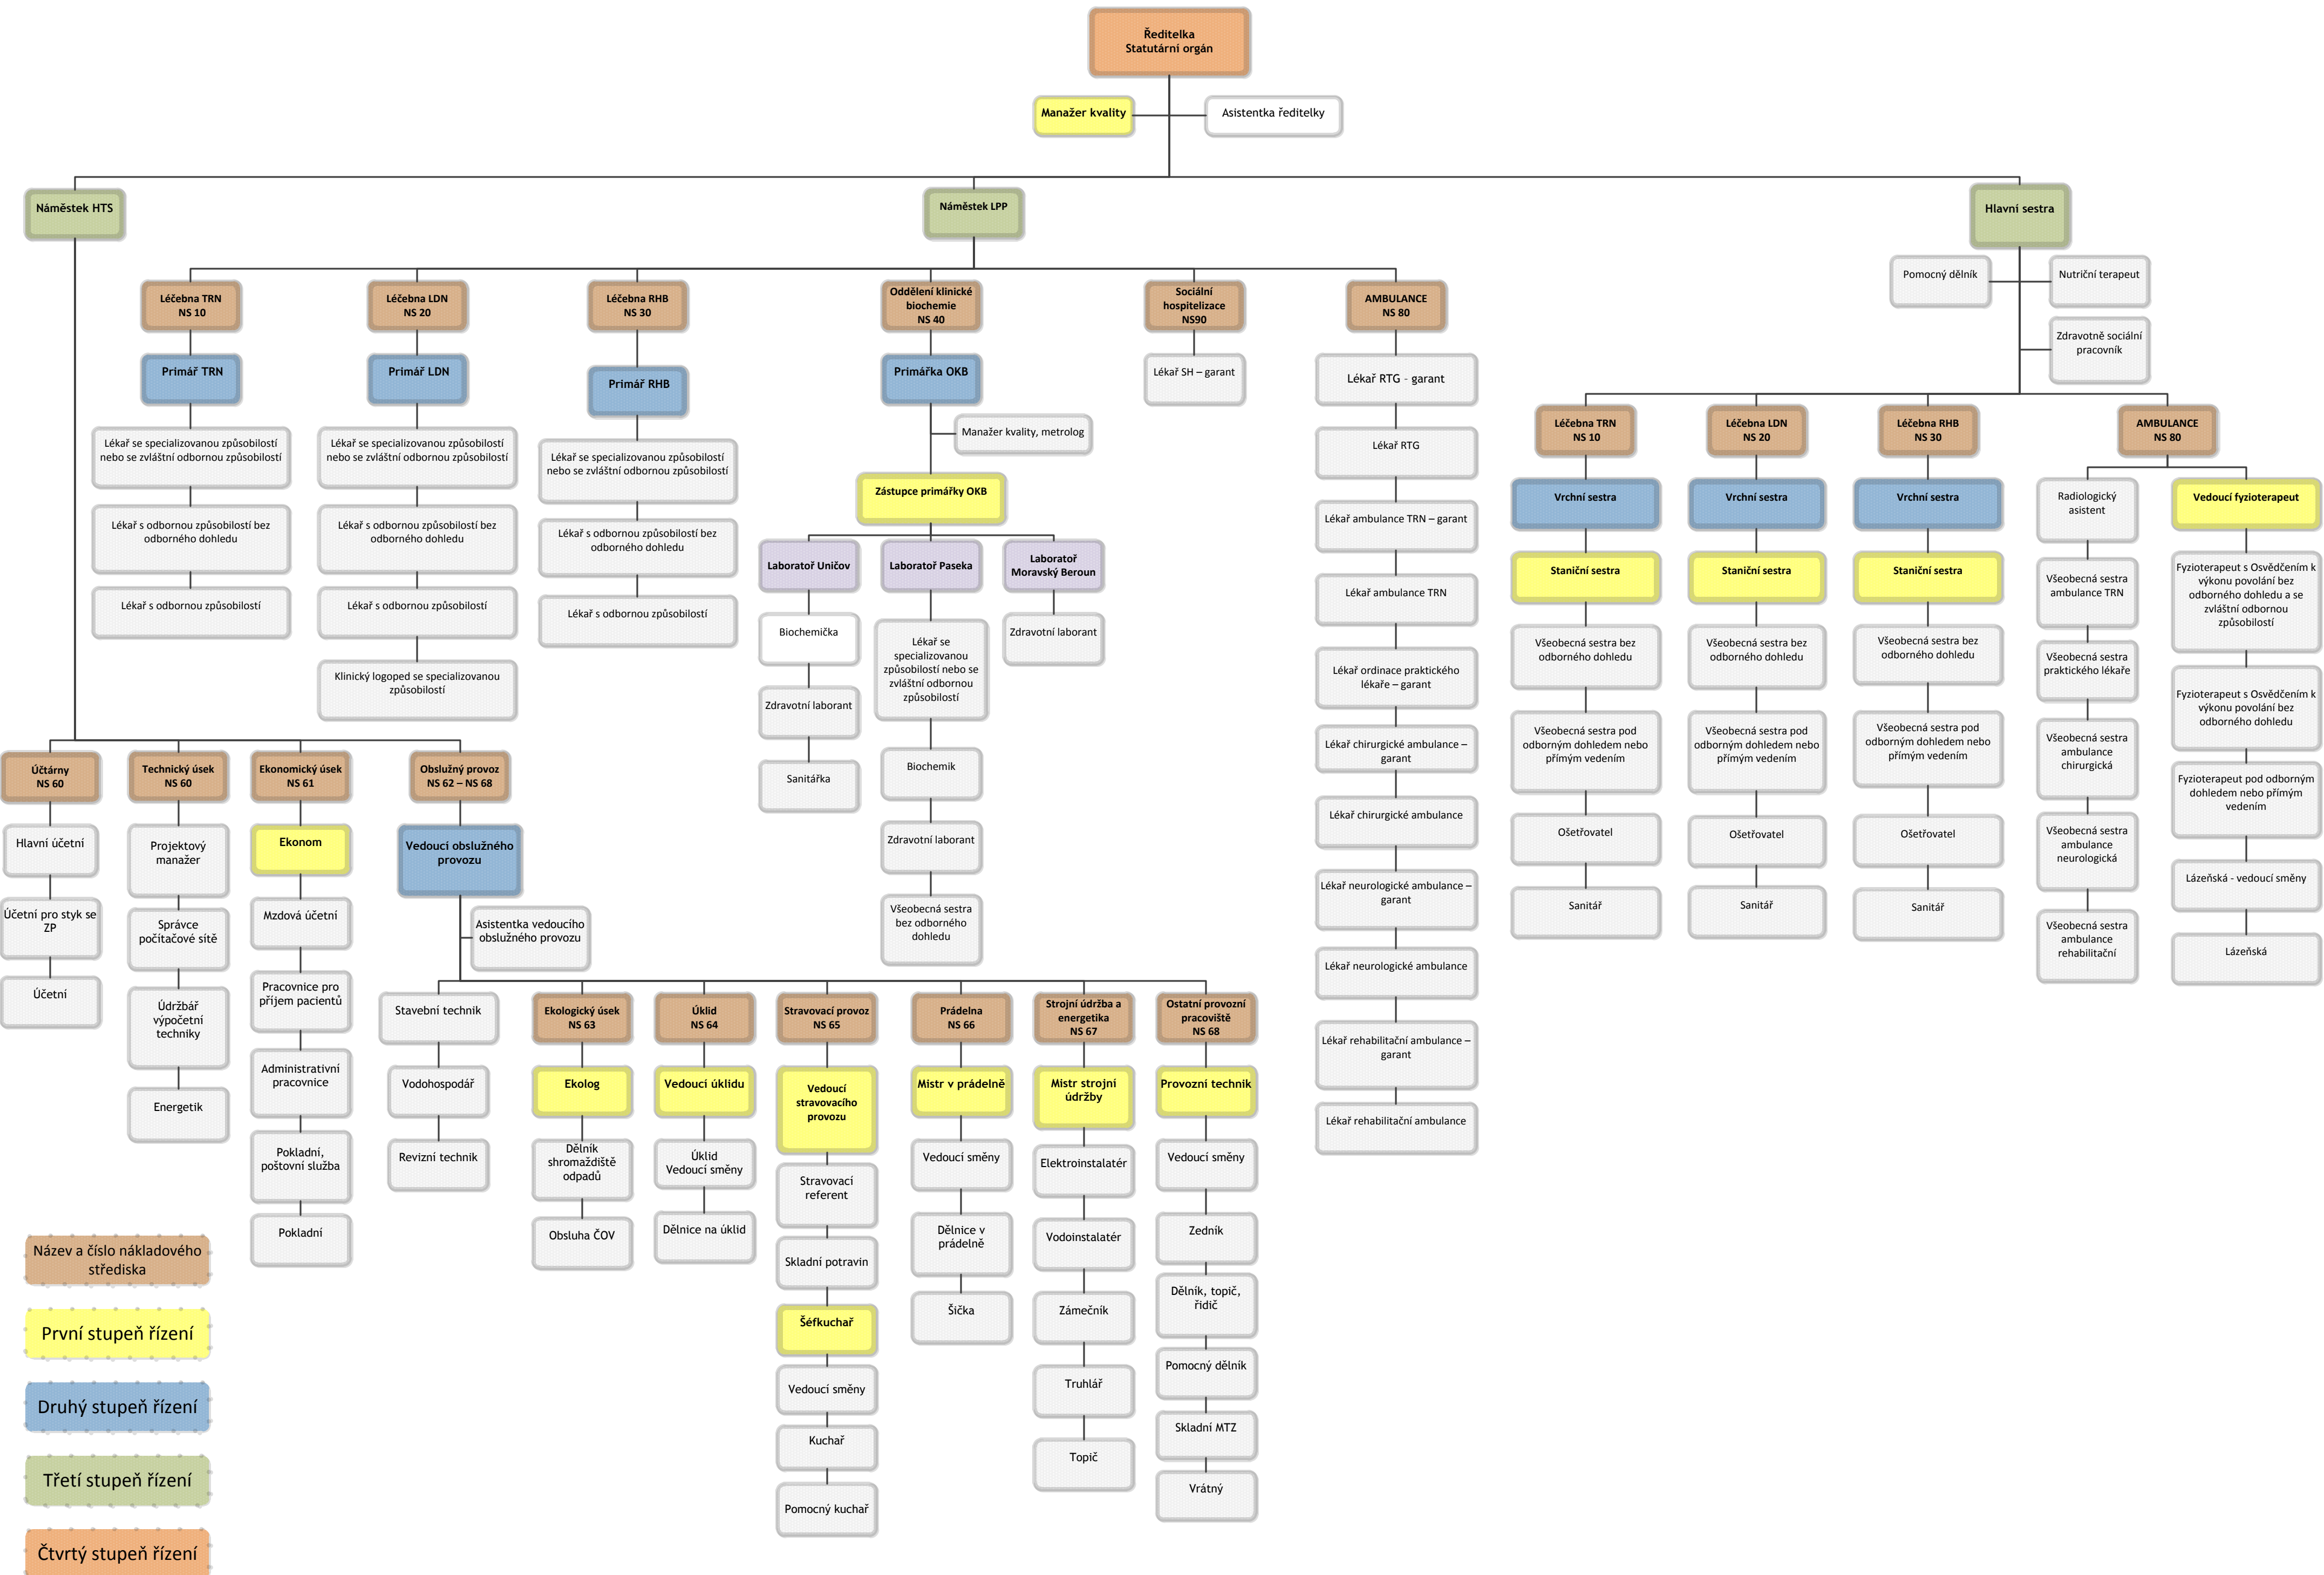 Ředitelka
Statutární orgán
Manažer kvality
Asistentka ředitelky
Náměstek HTS
Náměstek LPP
Hlavní sestra
Pomocný dělník
Nutriční terapeut
Zdravotně sociální
pracovník
Léčebna TRN
NS 10
Primář TRN
Lékař se specializovanou způsobilostí
nebo se zvláštní odbornou způsobilostí
Lékař s odbornou způsobilostí bez
odborného dohledu
Lékař s odbornou způsobilostí
Léčebna LDN
NS 20
Primář LDN
Lékař se specializovanou způsobilostí
nebo se zvláštní odbornou způsobilostí
Lékař s odbornou způsobilostí bez
odborného dohledu
Lékař s odbornou způsobilostí
Klinický logoped se specializovanou
způsobilostí
Léčebna RHB
NS 30
Primář RHB
Lékař se specializovanou způsobilostí
nebo se zvláštní odbornou způsobilostí
Lékař s odbornou způsobilostí bez
odborného dohledu
Lékař s odbornou způsobilostí
Oddělení klinické
biochemie
NS 40
Primářka OKB
Manažer kvality, metrolog
Zástupce primářky OKB
Laboratoř Uničov
Biochemička
Zdravotní laborant
Sanitářka
Laboratoř Paseka
Lékař se
specializovanou
způsobilostí nebo se
zvláštní odbornou
způsobilostí
Biochemik
Zdravotní laborant
Všeobecná sestra
bez odborného
dohledu
Laboratoř
Moravský Beroun
Zdravotní laborant
Sociální
hospitelizace
NS90
Lékař SH – garant
AMBULANCE
NS 80
Lékař RTG - garant
Lékař RTG
Lékař ambulance TRN – garant
Lékař ambulance TRN
Lékař ordinace praktického
lékaře – garant
Lékař chirurgické ambulance –
garant
Lékař chirurgické ambulance
Lékař neurologické ambulance –
garant
Lékař neurologické ambulance
Lékař rehabilitační ambulance –
garant
Lékař rehabilitační ambulance
Léčebna TRN
NS 10
Vrchní sestra
Staniční sestra
Všeobecná sestra bez
odborného dohledu
Všeobecná sestra pod
odborným dohledem nebo
přímým vedením
Ošetřovatel
Sanitář
Léčebna LDN
NS 20
Vrchní sestra
Staniční sestra
Všeobecná sestra bez
odborného dohledu
Všeobecná sestra pod
odborným dohledem nebo
přímým vedením
Ošetřovatel
Sanitář
Léčebna RHB
NS 30
Vrchní sestra
Staniční sestra
Všeobecná sestra bez
odborného dohledu
Všeobecná sestra pod
odborným dohledem nebo
přímým vedením
Ošetřovatel
Sanitář
AMBULANCE
NS 80
Radiologický
asistent
Všeobecná sestra
ambulance TRN
Všeobecná sestra
praktického lékaře
Všeobecná sestra
ambulance
chirurgická
Všeobecná sestra
ambulance
neurologická
Všeobecná sestra
ambulance
rehabilitační
Vedoucí fyzioterapeut
Fyzioterapeut s Osvědčením k
výkonu povolání bez
odborného dohledu a se
zvláštní odbornou
způsobilostí
Fyzioterapeut s Osvědčením k
výkonu povolání bez
odborného dohledu
Fyzioterapeut pod odborným
dohledem nebo přímým
vedením
Lázeňská - vedoucí směny
Lázeňská
Účtárny
NS 60
Hlavní účetní
Účetní pro styk se
ZP
Účetní
Technický úsek
NS 60
Projektový
manažer
Správce
počítačové sítě
Údržbář
výpočetní
techniky
Energetik
Ekonomický úsek
NS 61
Ekonom
Mzdová účetní
Pracovnice pro
příjem pacientů
Administrativní
pracovnice
Pokladní,
poštovní služba
Pokladní
Obslužný provoz
NS 62 – NS 68
Vedoucí obslužného
provozu
Asistentka vedoucího
obslužného provozu
Stavební technik
Vodohospodář
Revizní technik
Ekologický úsek
NS 63
Ekolog
Dělník
shromaždiště
odpadů
Obsluha ČOV
Úklid
NS 64
Vedoucí úklidu
Úklid
Vedoucí směny
Dělnice na úklid
Stravovací provoz
NS 65
Vedoucí
stravovacího
provozu
Stravovací
referent
Skladní potravin
Šéfkuchař
Vedoucí směny
Kuchař
Pomocný kuchař
Prádelna
NS 66
Mistr v prádelně
Vedoucí směny
Dělnice v
prádelně
Šička
Strojní údržba a
energetika
NS 67
Mistr strojní
údržby
Elektroinstalatér
Vodoinstalatér
Zámečník
Truhlář
Topič
Ostatní provozní
pracoviště
NS 68
Provozní technik
Vedoucí směny
Zedník
Dělník, topič,
řidič
Pomocný dělník
Skladní MTZ
Vrátný
Název a číslo nákladového
střediska
První stupeň řízení
Druhý stupeň řízení
Třetí stupeň řízení
Čtvrtý stupeň řízení